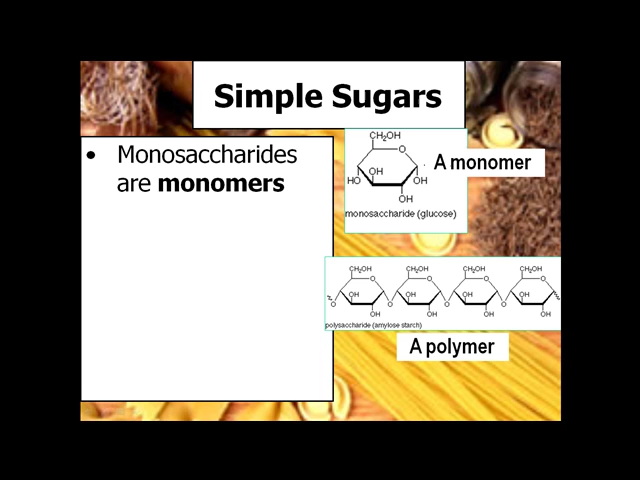 Simple Sugars
• Monosaccharides
are monomers
CH₂OH
O
OH
HO
OH
OH
monosaccharide (glucose)
A monomer
CH₂OH CH₂OH CH₂OH CH₂OH
O O O O
OH OH OH OH
O O O O
OH OH OH OH
polysaccharide (amylose starch)
A polymer